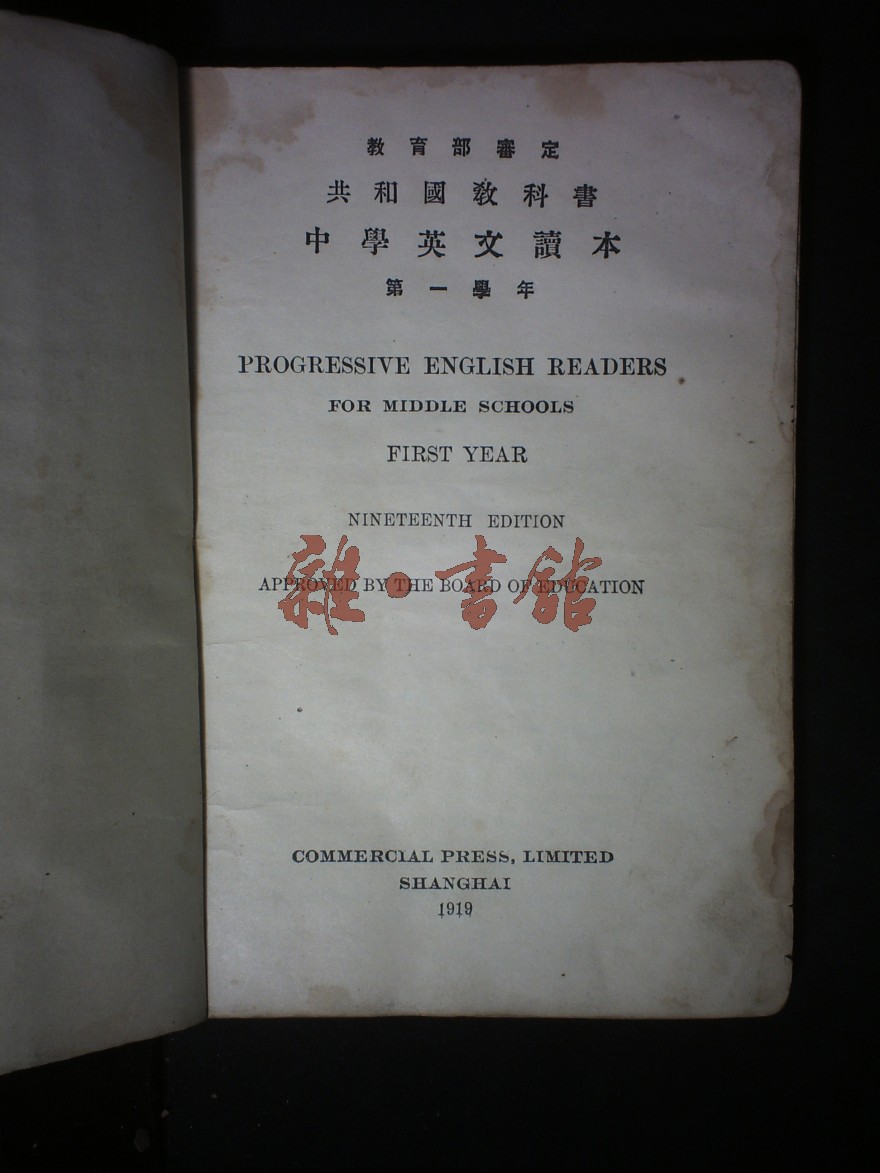 教育部審定
共和國教科書
中學英文讀本
第一學年
PROGRESSIVE ENGLISH READERS
FOR MIDDLE SCHOOLS
FIRST YEAR
NINETEENTH EDITION
APPROVED BY THE BOARD OF EDUCATION
雜·書館
COMMERCIAL PRESS, LIMITED
SHANGHAI
1919